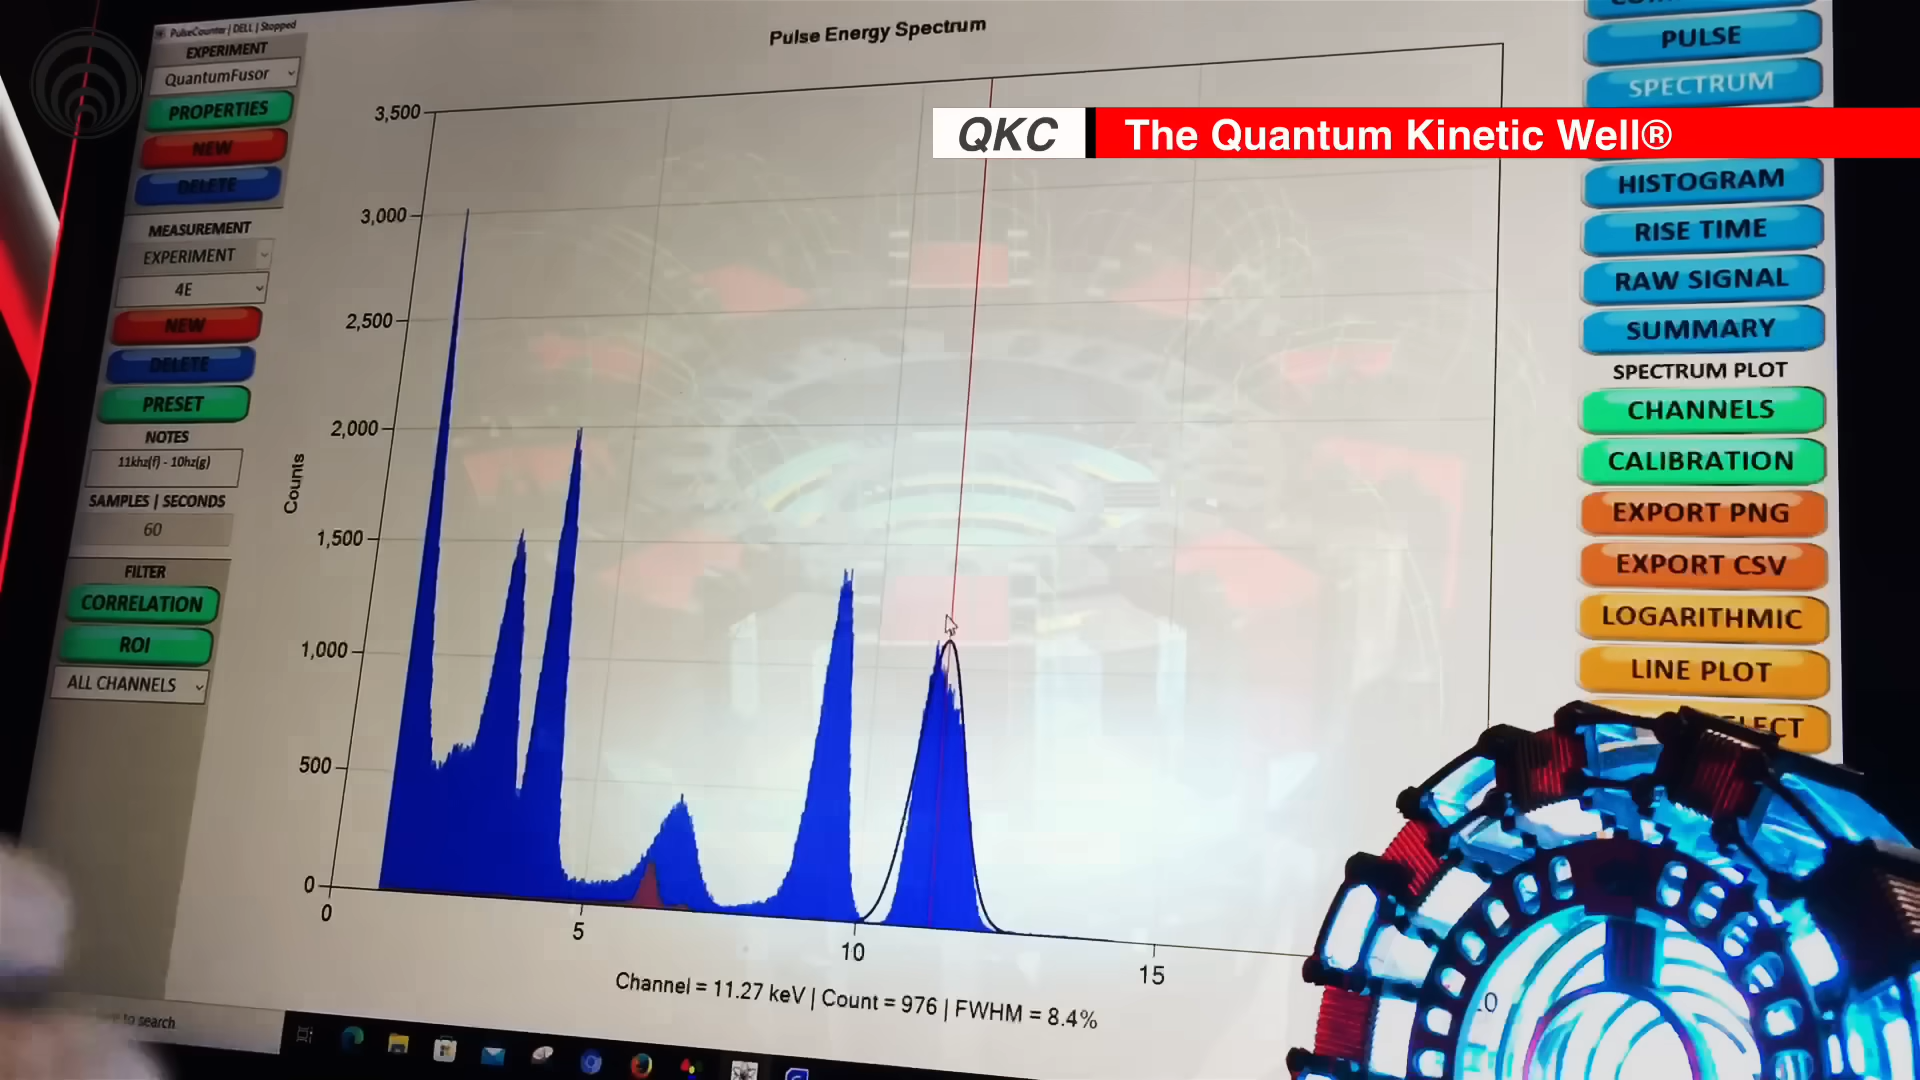 PulseCounter | DELL | Stopped
EXPERIMENT
QuantumFusor
PROPERTIES
NEW
DELETE
MEASUREMENT
EXPERIMENT
4E
NEW
DELETE
PRESET
NOTES
11khz(f) - 10hz(g)
SAMPLES | SECONDS
60
FILTER
CORRELATION
ROI
ALL CHANNELS
to search
Pulse Energy Spectrum
QKC
The Quantum Kinetic Well®
3,500
3,000
2,500
2,000
1,500
1,000
500
0
Counts
0
5
10
15
Channel = 11.27 keV | Count = 976 | FWHM = 8.4%
PULSE
SPECTRUM
HISTOGRAM
RISE TIME
RAW SIGNAL
SUMMARY
SPECTRUM PLOT
CHANNELS
CALIBRATION
EXPORT PNG
EXPORT CSV
LOGARITHMIC
LINE PLOT